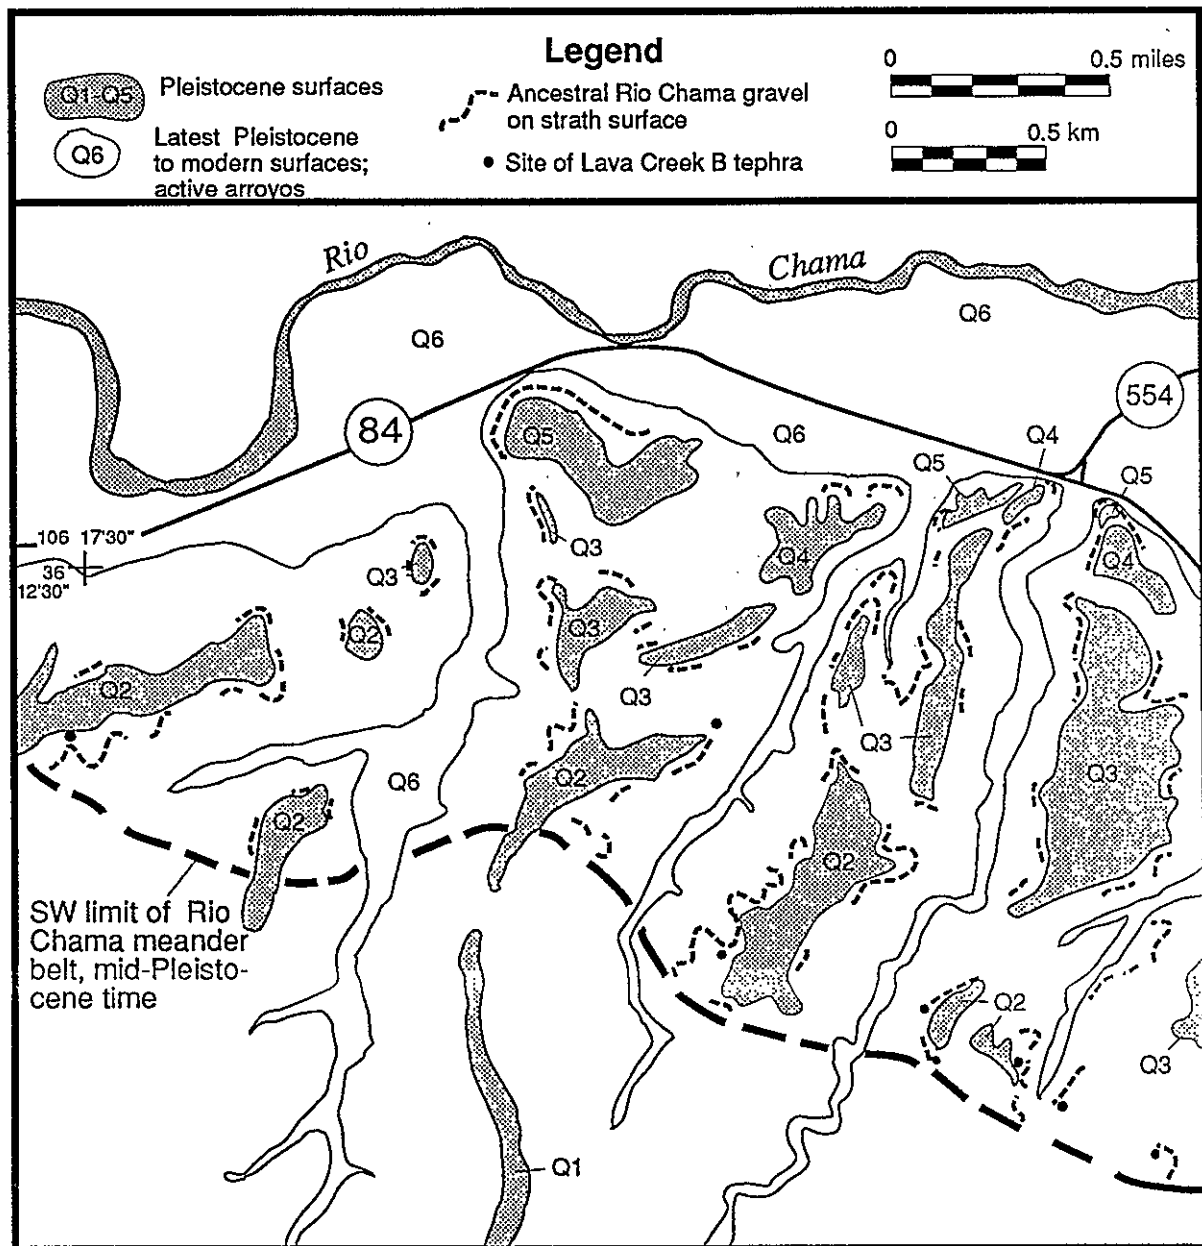 Legend
Q1-Q5 Pleistocene surfaces
Q6 Latest Pleistocene
to modern surfaces;
active arroyos
Ancestral Rio Chama gravel
on strath surface
Site of Lava Creek B tephra
0 0.5 miles
0 0.5 km
Rio Chama
Q6
Q6
554
84
Q5
Q6
Q4
Q5
Q5
106 17'30"
36
12'30"
Q3
Q3
Q4
Q4
Q2
Q3
Q2
Q3
Q3
Q3
Q2
Q6
Q2
Q2
Q2
SW limit of Rio
Chama meander
belt, mid-Pleisto-
cene time
Q2
Q3
Q1